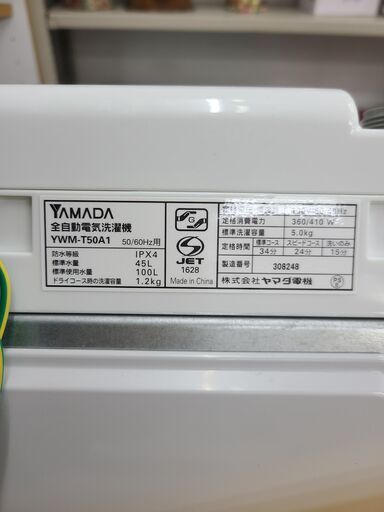 YAMADA
全自動電気洗濯機
YWM-T50A1 50/60Hz用
防水等級 IPX4
標準水量 45L
標準使用水量 100L
ドライコース時の洗濯容量 1.2kg
G
JET
1628
Made in China
定格消費電力 360/410 W
標準洗濯容量 5.0kg
定格時間 標準コース スピードコース 洗いのみ
34分 24分 15分
製造番号 308248
株式会社ヤマダ電機